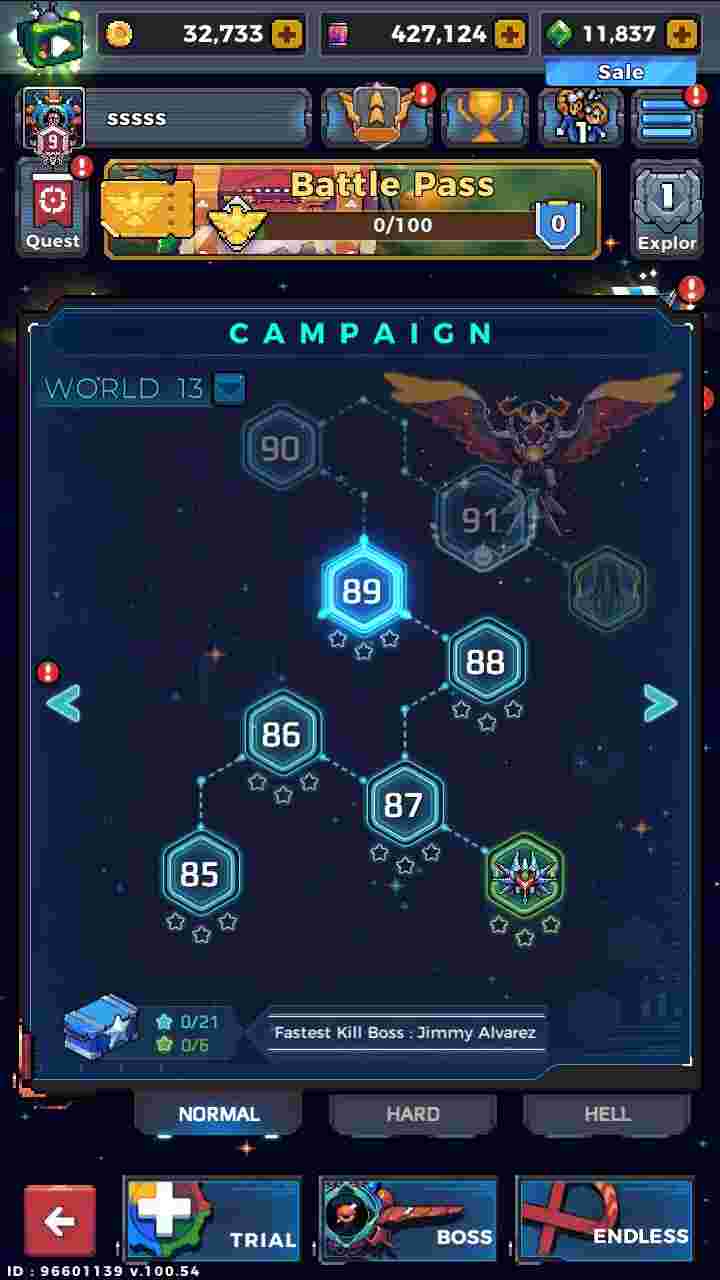 32,733
427,124
11,837
Sale
9
sssss
1
Quest
Battle Pass
0/100
0
1
Explor
CAMPAIGN
WORLD 13
90
91
89
88
86
87
85
0/21
0/6
Fastest Kill Boss : Jimmy Alvarez
NORMAL
HARD
HELL
TRIAL
BOSS
ENDLESS
ID : 96601139 v.100.54